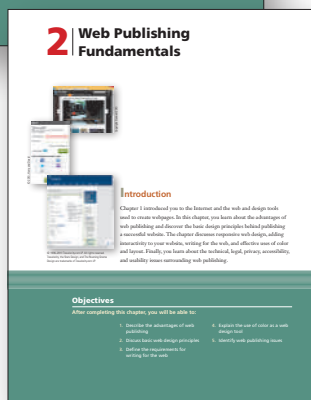 2 Web Publishing
Fundamentals
Introduction
Chapter 1 introduced you to the Internet and the web and design tools
used to create webpages. In this chapter, you learn about the advantages of
web publishing and discover the basic design principles behind publishing
a successful website. The chapter discusses responsive web design, adding
interactivity to your website, writing for the web, and effective uses of color
and layout. Finally, you learn about the technical, legal, privacy, accessibility,
and usability issues surrounding web publishing.
Objectives
After completing this chapter, you will be able to:
1. Describe the advantages of web
publishing
2. Discuss basic web design principles
3. Define the requirements for
writing for the web
4. Explain the use of color as a web
design tool
5. Identify web publishing issues